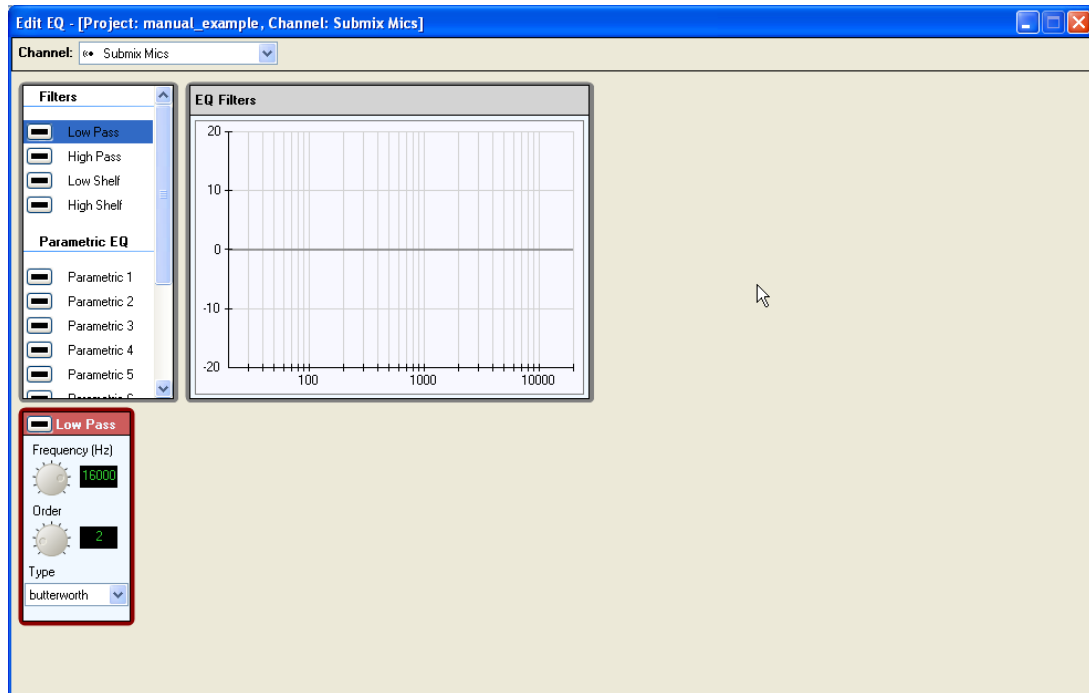 Edit EQ - [Project: manual_example, Channel: Submix Mics]
Channel: Submix Mics
Filters
Low Pass
High Pass
Low Shelf
High Shelf
Parametric EQ
Parametric 1
Parametric 2
Parametric 3
Parametric 4
Parametric 5
EQ Filters
20
10
0
-10
-20
100 1000 10000
Low Pass
Frequency (Hz)
16000
Order
2
Type
butterworth